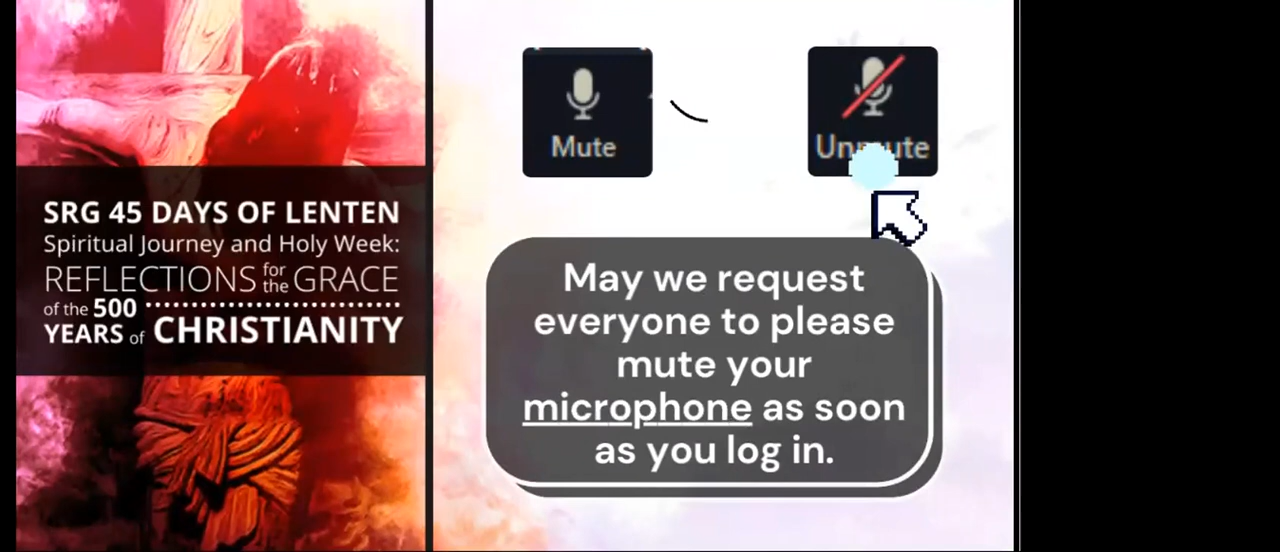 SRG 45 DAYS OF LENTEN
Spiritual Journey and Holy Week:
REFLECTIONS for the GRACE
of the 500
YEARS of CHRISTIANITY
Mute
Unmute
May we request
everyone to please
mute your
microphone as soon
as you log in.